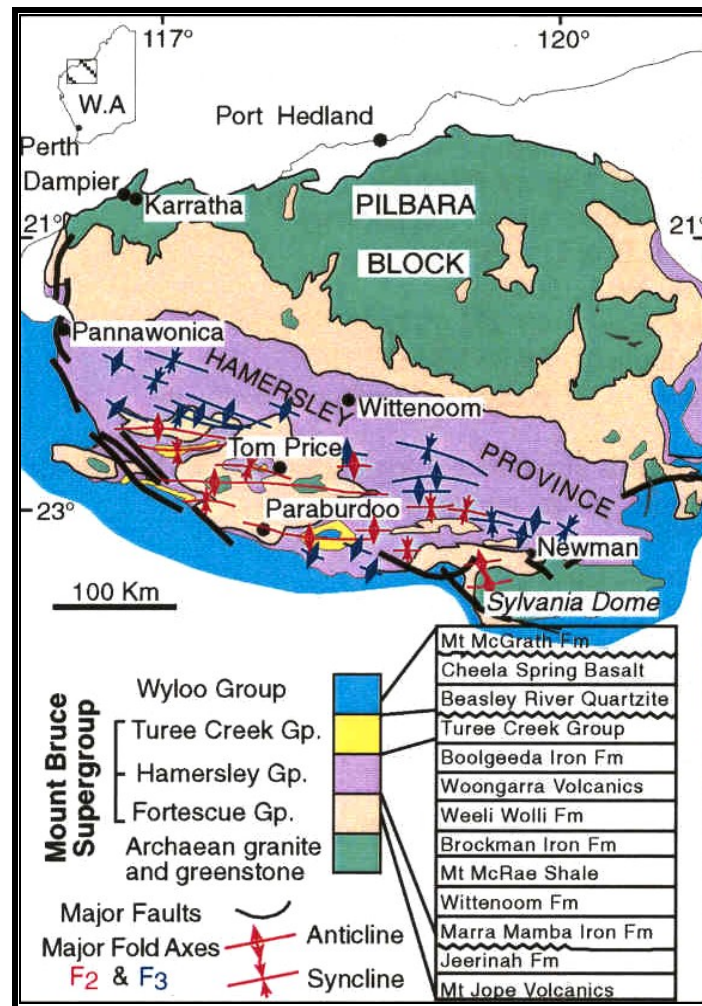 117°
120°
W.A
Port Hedland
Perth
Dampier
Karratha
PILBARA
21°
21°
BLOCK
Pannawonica
HAMERSLEY
Wittenoom
Tom Price
PROVINCE
23°
Paraburdoo
Newman
100 Km
Sylvania Dome
Mt McGrath Fm
Cheela Spring Basalt
Beasley River Quartzite
Turee Creek Group
Boolgeeda Iron Fm
Woongarra Volcanics
Weeli Wolli Fm
Brockman Iron Fm
Mt McRae Shale
Wittenoom Fm
Marra Mamba Iron Fm
Jeerinah Fm
Mt Jope Volcanics
Wyloo Group
Turee Creek Gp.
Hamersley Gp.
Fortescue Gp.
Archaean granite
and greenstone
Mount Bruce
Supergroup
Major Faults
Major Fold Axes
F2 & F3
Anticline
Syncline